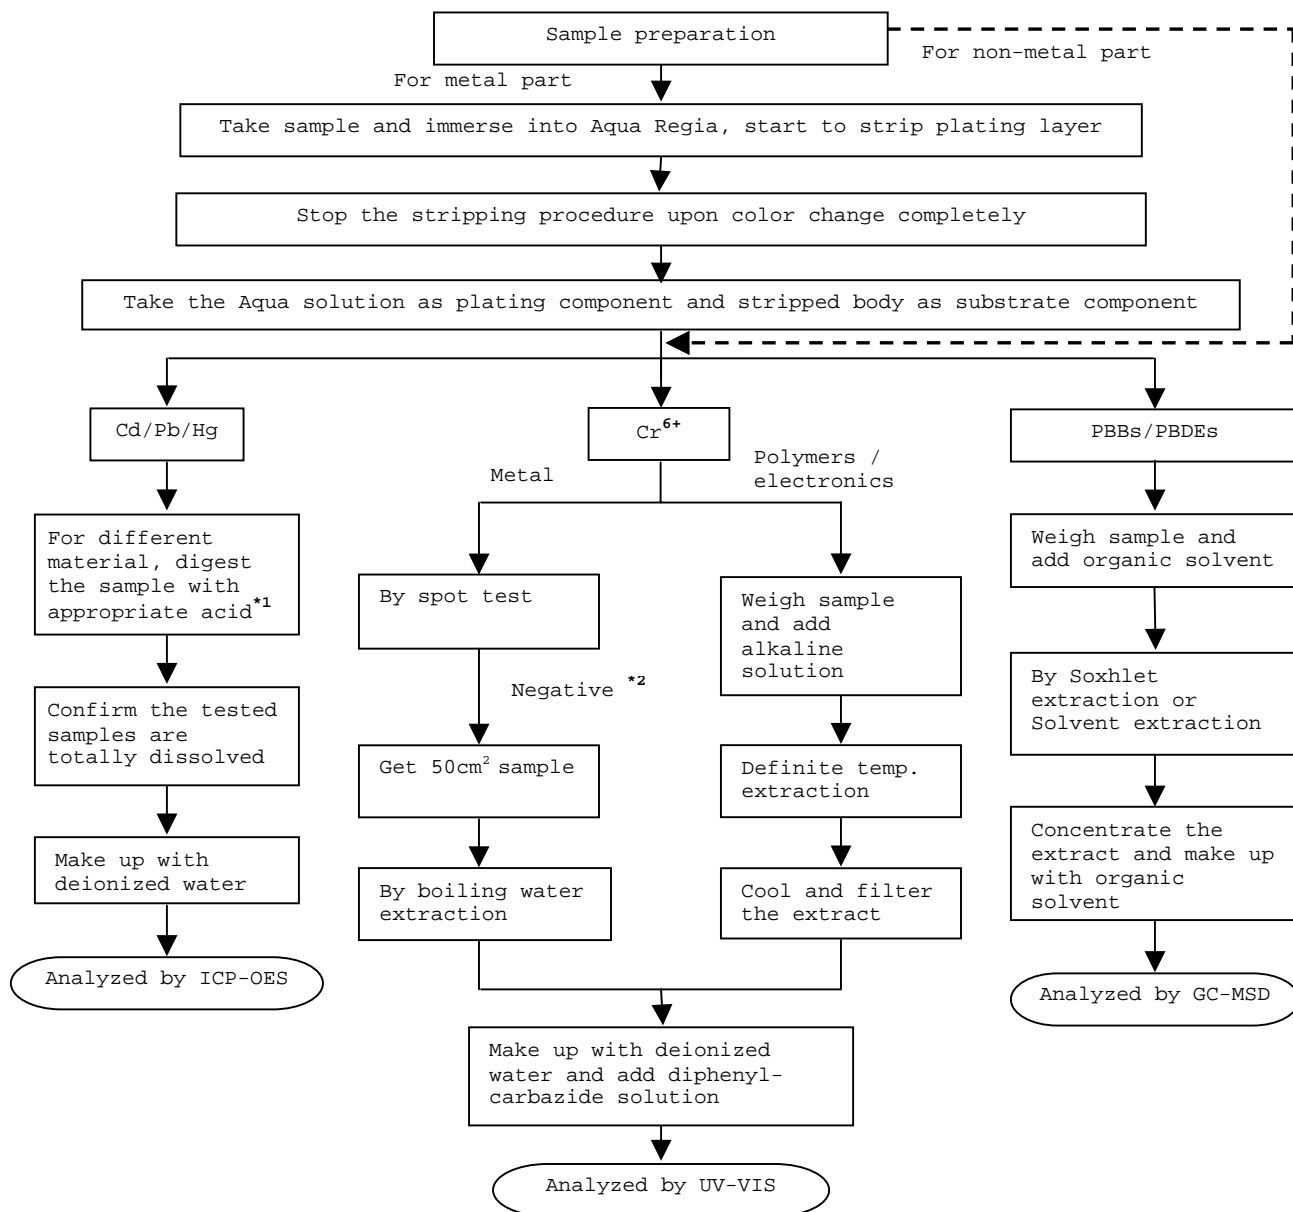 Sample preparation
For non-metal part
For metal part
Take sample and immerse into Aqua Regia, start to strip plating layer
Stop the stripping procedure upon color change completely
Take the Aqua solution as plating component and stripped body as substrate component
Cd/Pb/Hg
Cr6+
PBBs/PBDEs
Metal
Polymers /
electronics
For different
material, digest
the sample with
appropriate acid*1
By spot test
Weigh sample
and add
alkaline
solution
Weigh sample and
add organic solvent
Negative *2
Confirm the tested
samples are
totally dissolved
Get 50cm2 sample
Definite temp.
extraction
By Soxhlet
extraction or
Solvent extraction
Make up with
deionized water
By boiling water
extraction
Cool and filter
the extract
Concentrate the
extract and make up
with organic
solvent
Analyzed by ICP-OES
Analyzed by GC-MSD
Make up with deionized
water and add diphenyl-
carbazide solution
Analyzed by UV-VIS